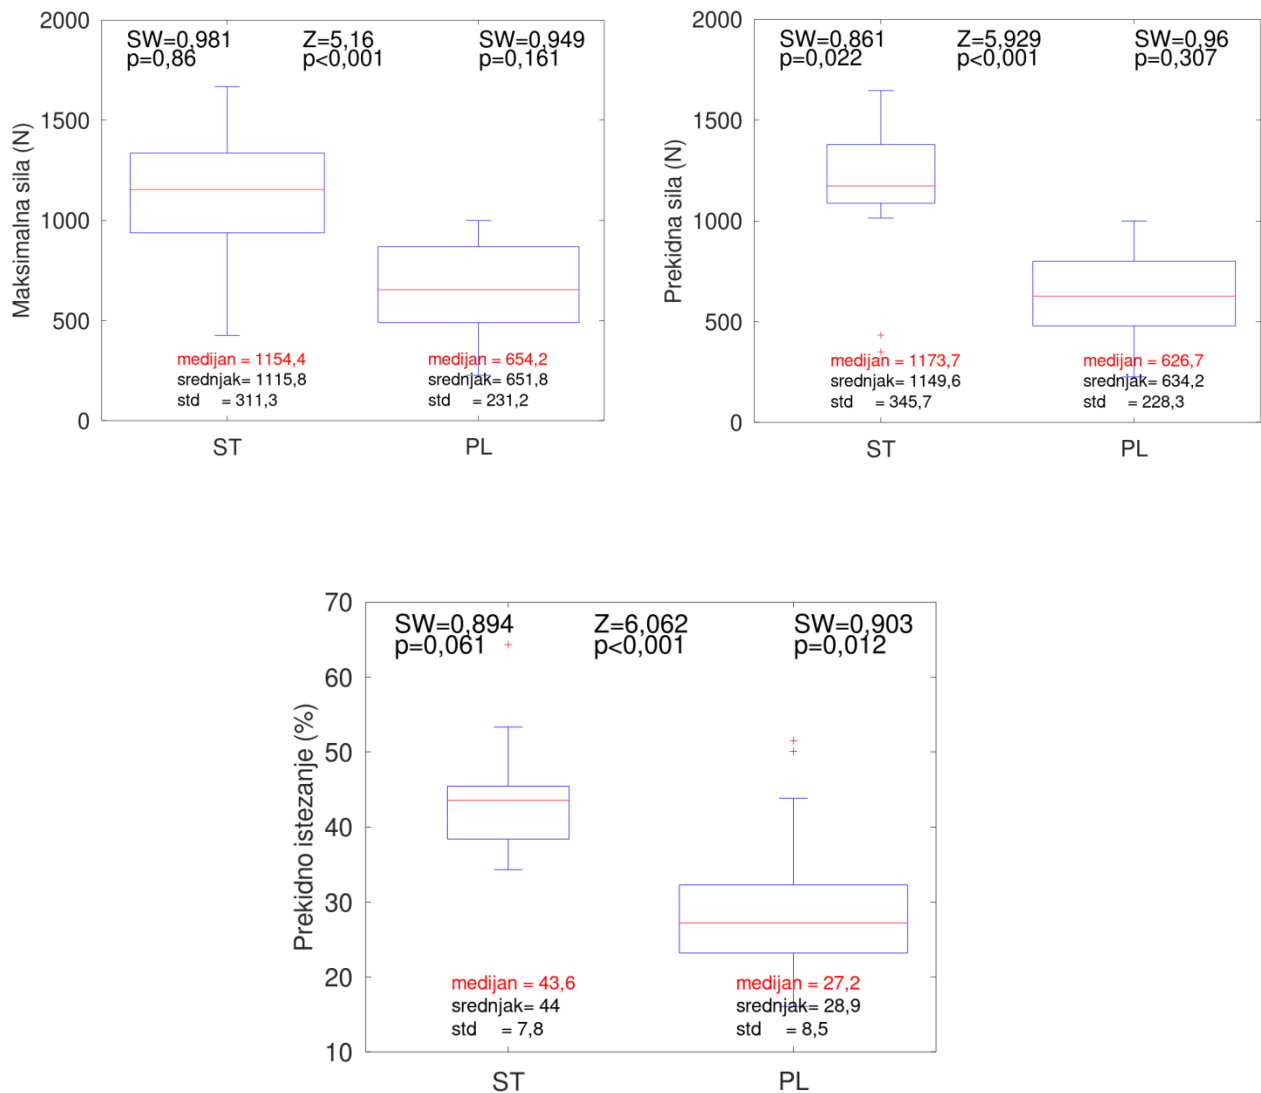 2000
1500
1000
500
0
Maksimalna sila (N)
SW=0,981
p=0,86
Z=5,16
p<0,001
SW=0,949
p=0,161
medijan = 1154,4
srednjak= 1115,8
std = 311,3
medijan = 654,2
srednjak= 651,8
std = 231,2
ST
PL
2000
1500
1000
500
0
Prekidna sila (N)
SW=0,861
p=0,022
Z=5,929
p<0,001
SW=0,96
p=0,307
medijan = 1173,7
srednjak= 1149,6
std = 345,7
medijan = 626,7
srednjak= 634,2
std = 228,3
ST
PL
70
60
50
40
30
20
10
Prekidno istezanje (%)
SW=0,894
p=0,061
Z=6,062
p<0,001
SW=0,903
p=0,012
medijan = 43,6
srednjak= 44
std = 7,8
medijan = 27,2
srednjak= 28,9
std = 8,5
ST
PL